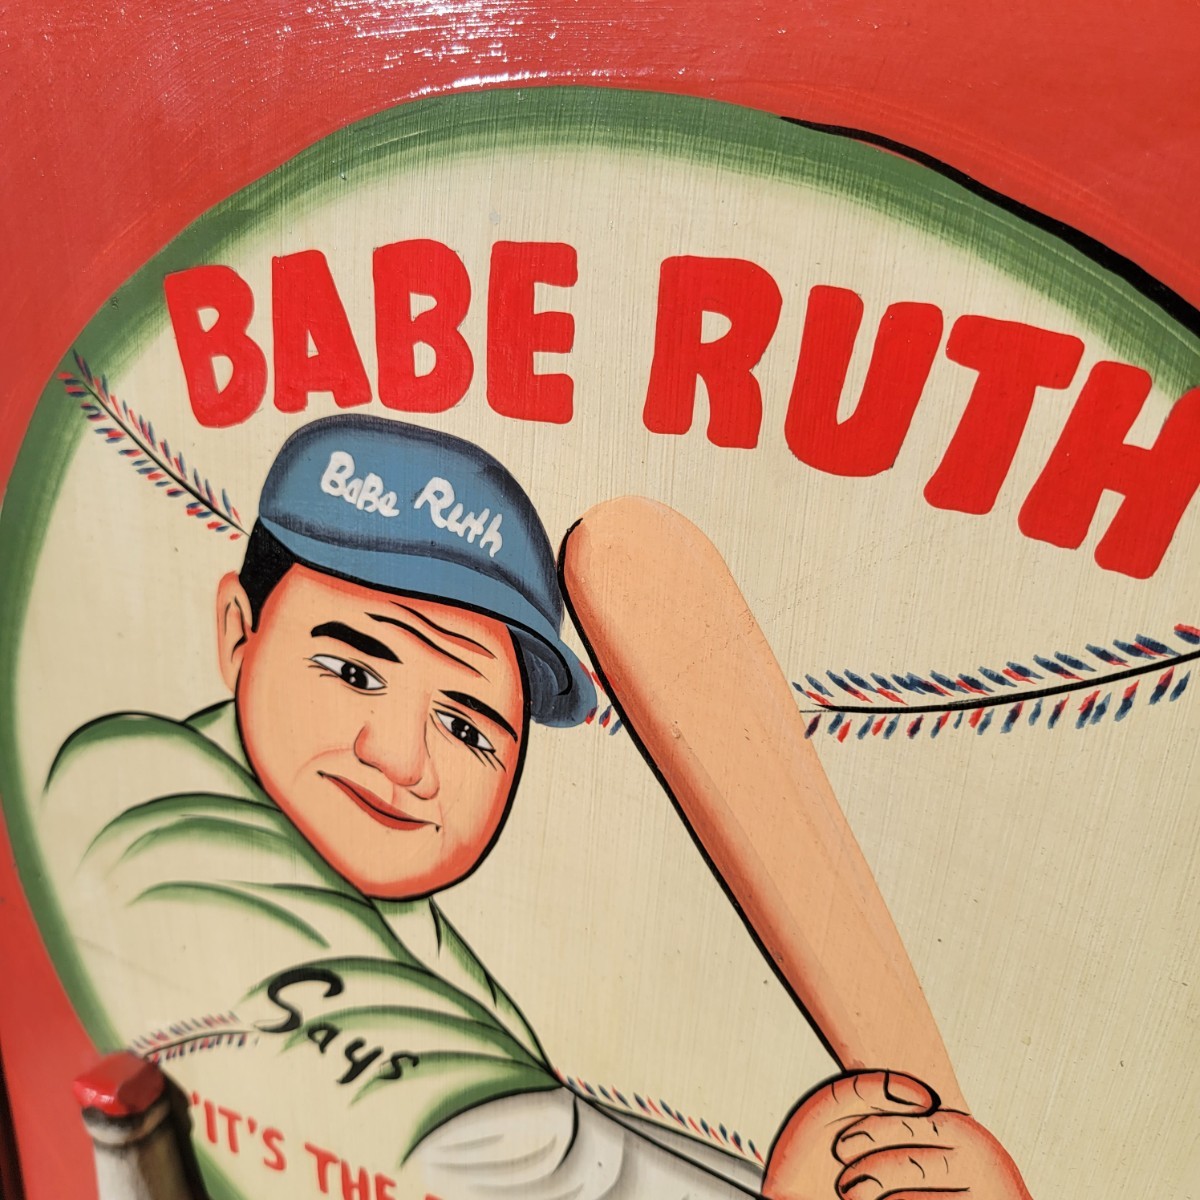 BABE RUTH
BaBe Ruth
Says
"IT'S THE